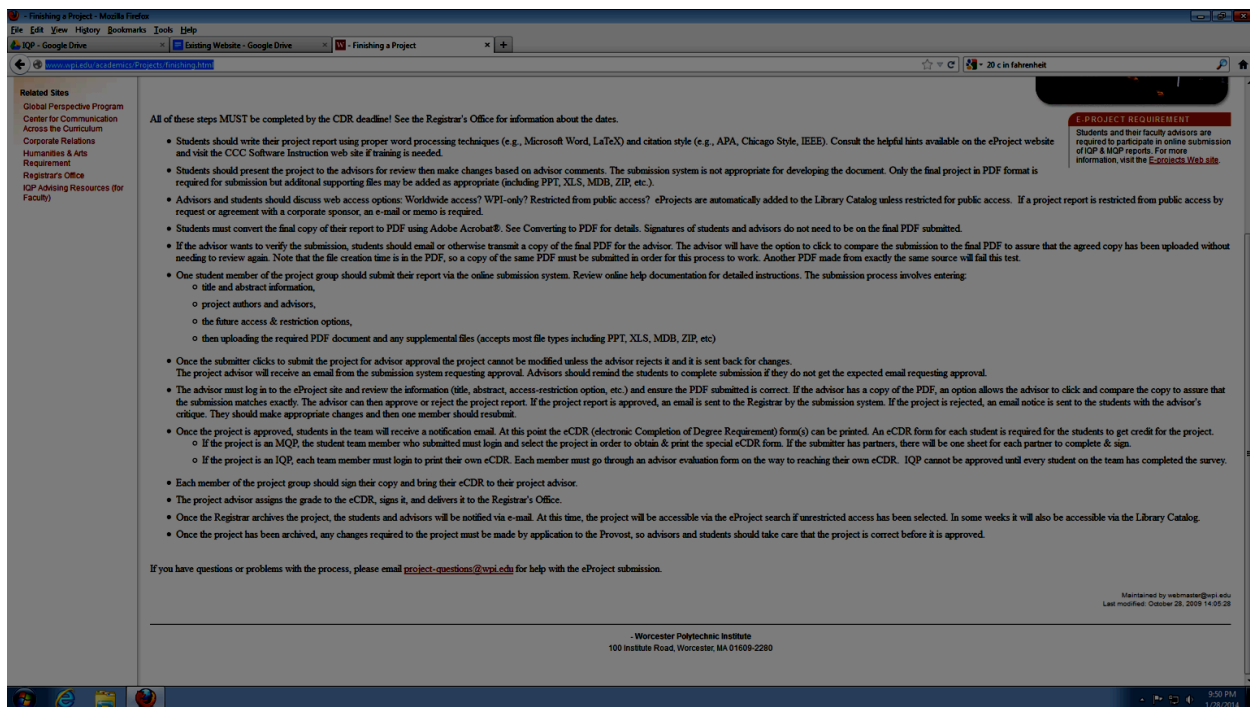 - Finishing a Project - Mozilla Firefox
File Edit View History Bookmarks Tools Help
IQP - Google Drive
Existing Website - Google Drive
W - Finishing a Project
www.wpi.edu/academics/Projects/finishing.html
20 c in fahrenheit
Related Sites
Global Perspective Program
Center for Communication
Across the Curriculum
Corporate Relations
Humanities & Arts
Requirement
Registrar's Office
IQP Advising Resources (for
Faculty)
E-PROJECT REQUIREMENT
Students and their faculty advisors are
required to participate in online submission
of IQP & MQP reports. For more
information, visit the E-projects Web site.
All of these steps MUST be completed by the CDR deadline! See the Registrar's Office for information about the dates.
• Students should write their project report using proper word processing techniques (e.g., Microsoft Word, LaTeX) and citation style (e.g., APA, Chicago Style, IEEE). Consult the helpful hints available on the eProject website
and visit the CCC Software Instruction web site if training is needed.
• Students should present the project to the advisors for review then make changes based on advisor comments. The submission system is not appropriate for developing the document. Only the final project in PDF format is
required for submission but additonal supporting files may be added as appropriate (including PPT, XLS, MDB, ZIP, etc.).
• Advisors and students should discuss web access options: Worldwide access? WPI-only? Restricted from public access? eProjects are automatically added to the Library Catalog unless restricted for public access. If a project report is restricted from public access by
request or agreement with a corporate sponsor, an e-mail or memo is required.
• Students must convert the final copy of their report to PDF using Adobe Acrobat®. See Converting to PDF for details. Signatures of students and advisors do not need to be on the final PDF submitted.
• If the advisor wants to verify the submission, students should email or otherwise transmit a copy of the final PDF for the advisor. The advisor will have the option to click to compare the submission to the final PDF to assure that the agreed copy has been uploaded without
needing to review again. Note that the file creation time is in the PDF, so a copy of the same PDF must be submitted in order for this process to work. Another PDF made from exactly the same source will fail this test.
• One student member of the project group should submit their report via the online submission system. Review online help documentation for detailed instructions. The submission process involves entering:
o title and abstract information,
o project authors and advisors,
o the future access & restriction options,
o then uploading the required PDF document and any supplemental files (accepts most file types including PPT, XLS, MDB, ZIP, etc)
• Once the submitter clicks to submit the project for advisor approval the project cannot be modified unless the advisor rejects it and it is sent back for changes.
The project advisor will receive an email from the submission system requesting approval. Advisors should remind the students to complete submission if they do not get the expected email requesting approval.
• The advisor must log in to the eProject site and review the information (title, abstract, access-restriction option, etc.) and ensure the PDF submitted is correct. If the advisor has a copy of the PDF, an option allows the advisor to click and compare the copy to assure that
the submission matches exactly. The advisor can then approve or reject the project report. If the project report is approved, an email is sent to the Registrar by the submission system. If the project is rejected, an email notice is sent to the students with the advisor's
critique. They should make appropriate changes and then one member should resubmit.
• Once the project is approved, students in the team will receive a notification email. At this point the eCDR (electronic Completion of Degree Requirement) form(s) can be printed. An eCDR form for each student is required for the students to get credit for the project.
o If the project is an MQP, the student team member who submitted must login and select the project in order to obtain & print the special eCDR form. If the submitter has partners, there will be one sheet for each partner to complete & sign.
o If the project is an IQP, each team member must login to print their own eCDR. Each member must go through an advisor evaluation form on the way to reaching their own eCDR. IQP cannot be approved until every student on the team has completed the survey.
• Each member of the project group should sign their copy and bring their eCDR to their project advisor.
• The project advisor assigns the grade to the eCDR, signs it, and delivers it to the Registrar's Office.
• Once the Registrar archives the project, the students and advisors will be notified via e-mail. At this time, the project will be accessible via the eProject search if unrestricted access has been selected. In some weeks it will also be accessible via the Library Catalog.
• Once the project has been archived, any changes required to the project must be made by application to the Provost, so advisors and students should take care that the project is correct before it is approved.
If you have questions or problems with the process, please email project-questions@wpi.edu for help with the eProject submission.
Maintained by webmaster@wpi.edu
Last modified: October 28, 2009 14:05:28
- Worcester Polytechnic Institute
100 Institute Road, Worcester, MA 01609-2280
9:50 PM
1/28/2014